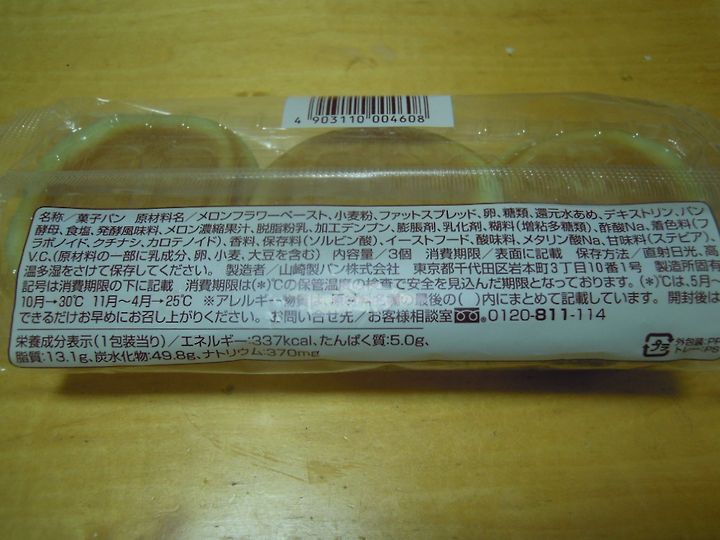 4 903110 004608
名称/菓子パン 原材料名/メロンフラワーペースト、小麦粉、ファットスプレッド、卵、糖類、還元水あめ、デキストリン、パン
酵母、食塩、発酵風味料、メロン濃縮果汁、脱脂粉乳、加工デンプン、膨脹剤、乳化剤、糊料(増粘多糖類)、酢酸Na、着色料(フ
ラボノイド、クチナシ、カロテノイド)、香料、保存料(ソルビン酸)、イーストフード、酸味料、メタリン酸Na、甘味料(ステビア)、
V.C、(原材料の一部に乳成分、卵、小麦、大豆を含む) 内容量/3個 消費期限/表面に記載 保存方法/直射日光、高
温多湿をさけて保存してください。 製造者/山崎製パン株式会社 東京都千代田区岩本町3丁目10番1号 製造所固有
記号は消費期限の下に記載 消費期限は(*)℃の保管温度の検査で安全を見込んだ期限となっております。(*)℃は、5月〜
10月→30℃ 11月〜4月→25℃ ※アレルギー物質は、原材料名欄の最後の( )内にまとめて記載しています。 開封後は
できるだけお早めにお召し上がりください。 お問い合せ先/お客様相談室 0120-811-114
栄養成分表示(1包装当り)/エネルギー:337kcal、たんぱく質:5.0g、
脂質:13.1g、炭水化物:49.8g、ナトリウム:370mg
プラ
外包装:PP
トレー:PS